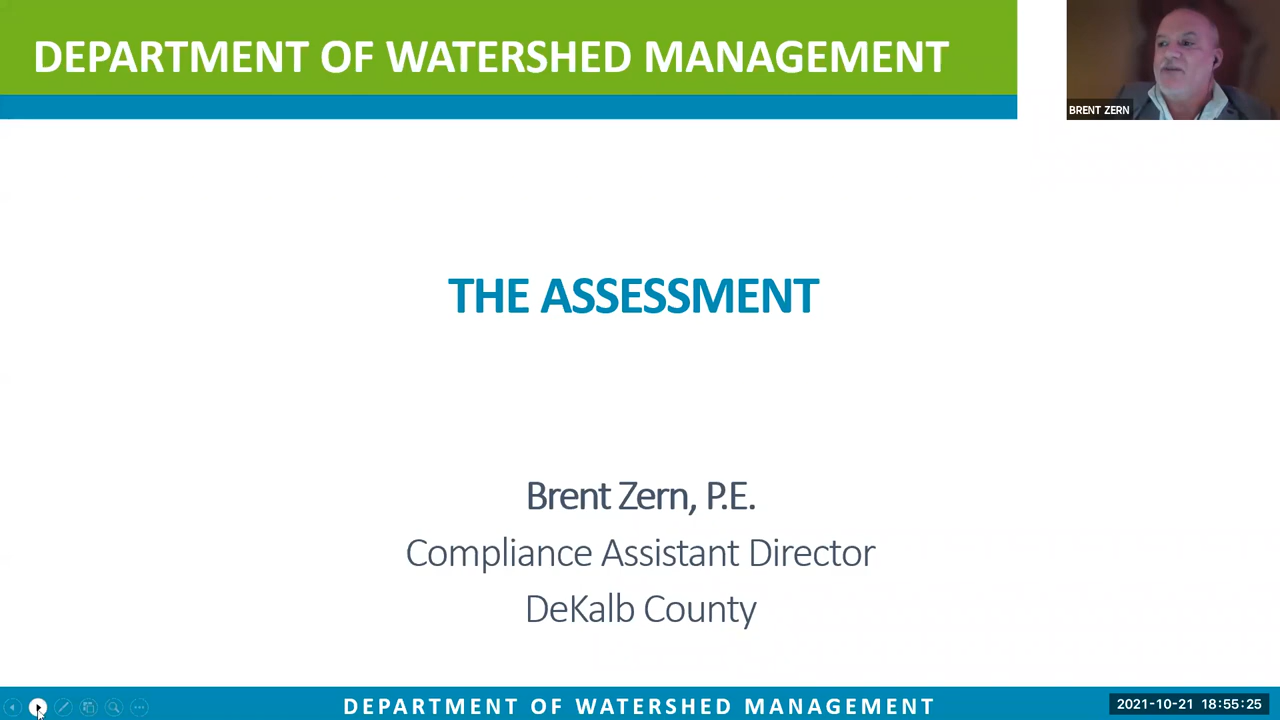 DEPARTMENT OF WATERSHED MANAGEMENT
BRENT ZERN
THE ASSESSMENT
Brent Zern, P.E.
Compliance Assistant Director
DeKalb County
DEPARTMENT OF WATERSHED MANAGEMENT
2021-10-21 18:55:25